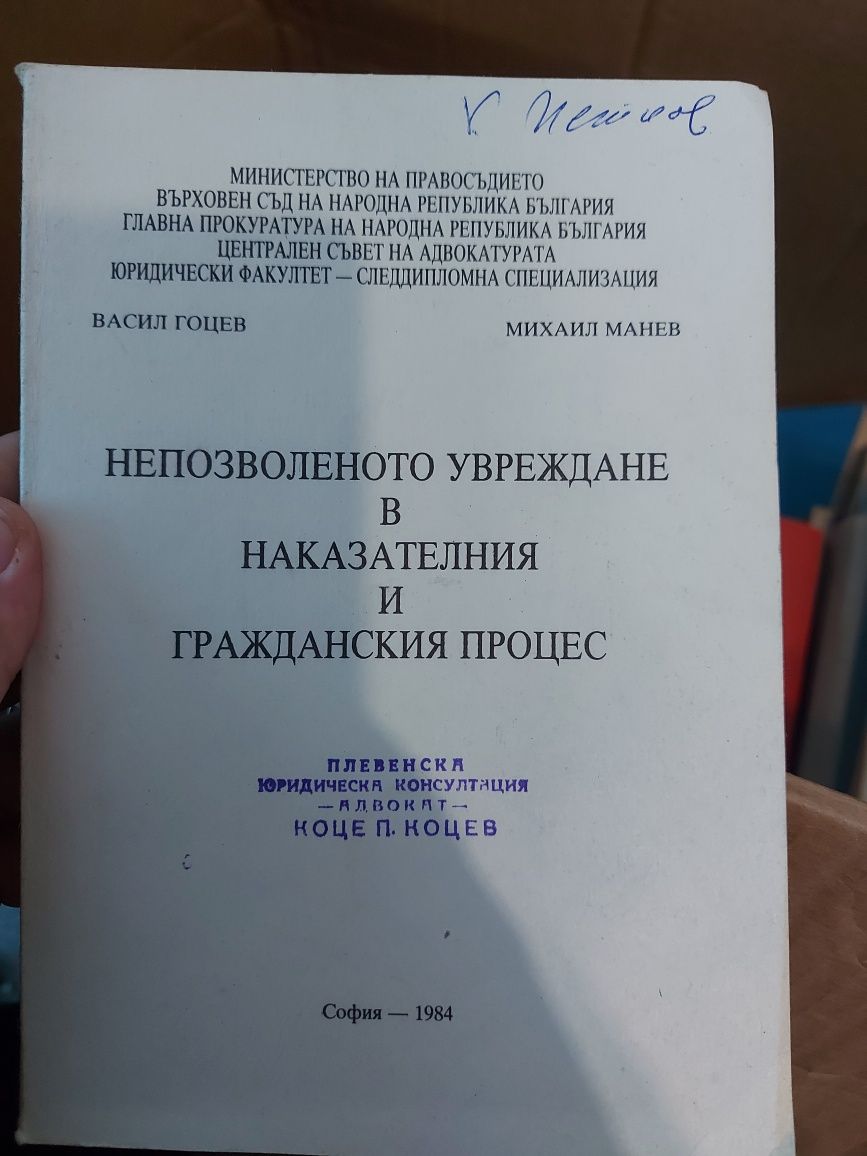 МИНИСТЕРСТВО НА ПРАВОСЪДИЕТО
ВЪРХОВЕН СЪД НА НАРОДНА РЕПУБЛИКА БЪЛГАРИЯ
ГЛАВНА ПРОКУРАТУРА НА НАРОДНА РЕПУБЛИКА БЪЛГАРИЯ
ЦЕНТРАЛЕН СЪВЕТ НА АДВОКАТУРАТА
ЮРИДИЧЕСКИ ФАКУЛТЕТ — СЛЕДДИПЛОМНА СПЕЦИАЛИЗАЦИЯ
ВАСИЛ ГОЦЕВ МИХАИЛ МАНЕВ
НЕПОЗВОЛЕНОТО УВРЕЖДАНЕ
В
НАКАЗАТЕЛНИЯ
И
ГРАЖДАНСКИЯ ПРОЦЕС
ПЛЕВЕНСКА
ЮРИДИЧЕСКА КОНСУЛТАЦИЯ
—АДВОКАТ—
КОЦЕ П. КОЦЕВ
София — 1984